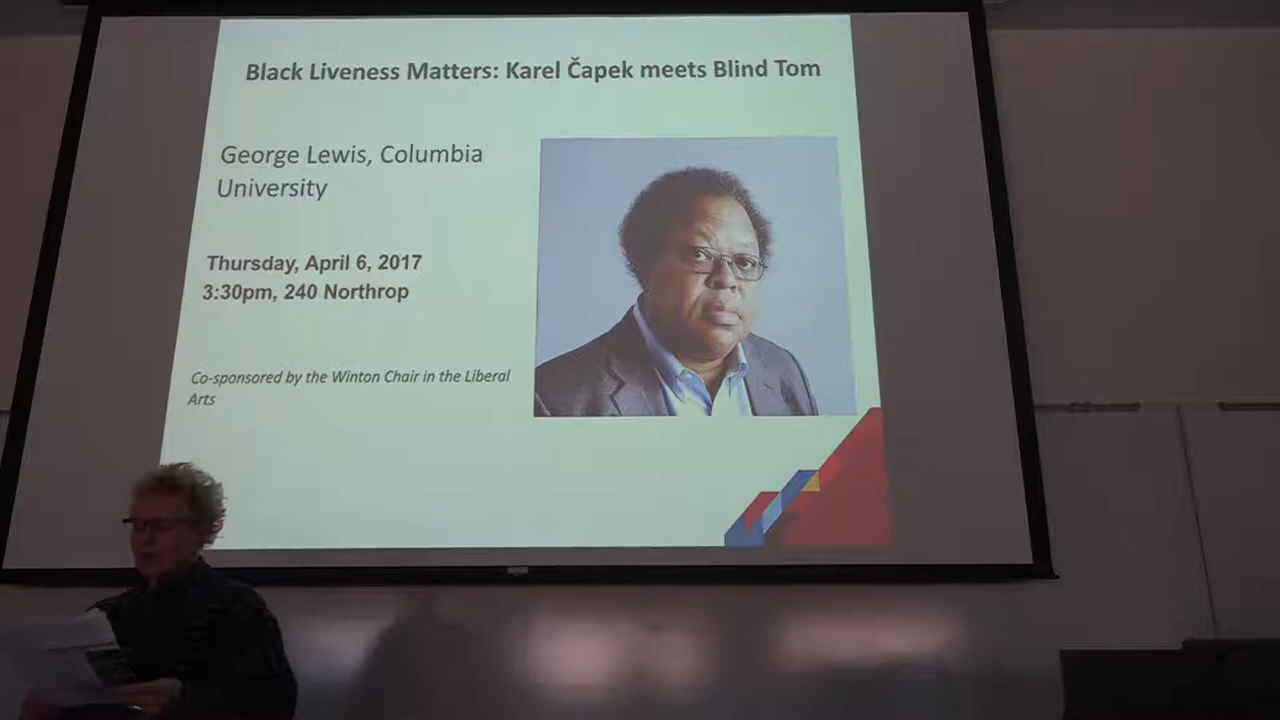 Black Liveness Matters: Karel Čapek meets Blind Tom
George Lewis, Columbia
University
Thursday, April 6, 2017
3:30pm, 240 Northrop
Co-sponsored by the Winton Chair in the Liberal
Arts